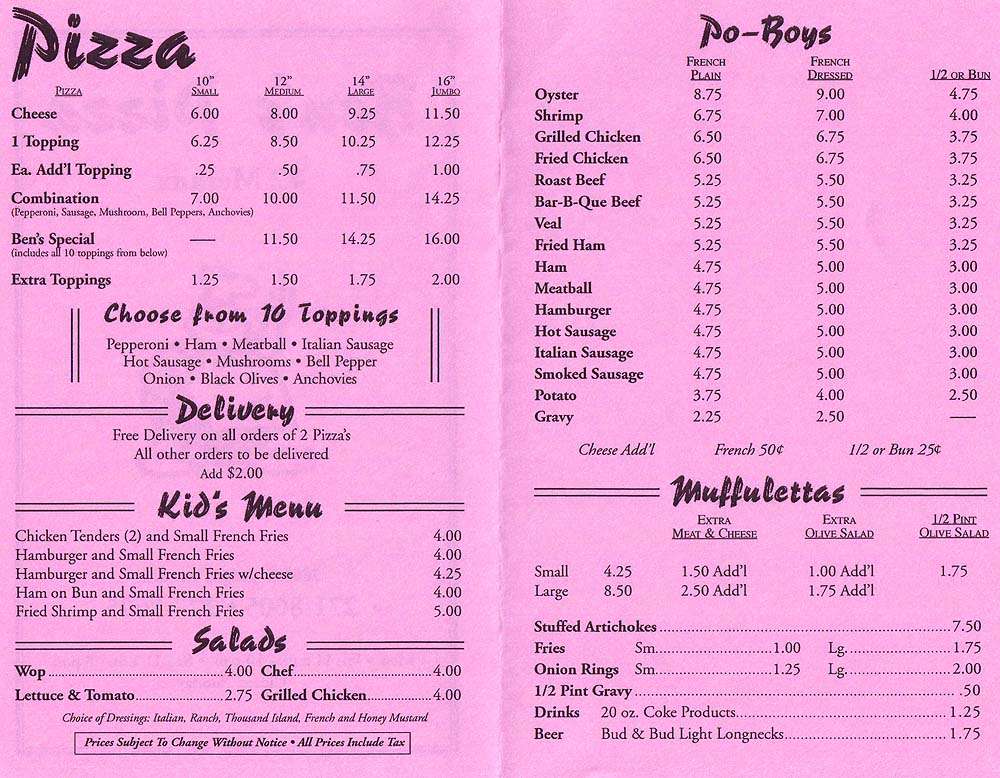 Pizza
PIZZA 10" SMALL 12" MEDIUM 14" LARGE 16" JUMBO
Cheese 6.00 8.00 9.25 11.50
1 Topping 6.25 8.50 10.25 12.25
Ea. Add'l Topping .25 .50 .75 1.00
Combination 7.00 10.00 11.50 14.25
(Pepperoni, Sausage, Mushroom, Bell Peppers, Anchovies)
Ben's Special — 11.50 14.25 16.00
(includes all 10 toppings from below)
Extra Toppings 1.25 1.50 1.75 2.00
Choose from 10 Toppings
Pepperoni • Ham • Meatball • Italian Sausage
Hot Sausage • Mushrooms • Bell Pepper
Onion • Black Olives • Anchovies
Delivery
Free Delivery on all orders of 2 Pizza's
All other orders to be delivered
Add $2.00
Kid's Menu
Chicken Tenders (2) and Small French Fries 4.00
Hamburger and Small French Fries 4.00
Hamburger and Small French Fries w/cheese 4.25
Ham on Bun and Small French Fries 4.00
Fried Shrimp and Small French Fries 5.00
Salads
Wop 4.00 Chef 4.00
Lettuce & Tomato 2.75 Grilled Chicken 4.00
Choice of Dressings: Italian, Ranch, Thousand Island, French and Honey Mustard
Prices Subject To Change Without Notice • All Prices Include Tax
Po-Boys
FRENCH PLAIN FRENCH DRESSED 1/2 OR BUN
Oyster 8.75 9.00 4.75
Shrimp 6.75 7.00 4.00
Grilled Chicken 6.50 6.75 3.75
Fried Chicken 6.50 6.75 3.75
Roast Beef 5.25 5.50 3.25
Bar-B-Que Beef 5.25 5.50 3.25
Veal 5.25 5.50 3.25
Fried Ham 5.25 5.50 3.25
Ham 4.75 5.00 3.00
Meatball 4.75 5.00 3.00
Hamburger 4.75 5.00 3.00
Hot Sausage 4.75 5.00 3.00
Italian Sausage 4.75 5.00 3.00
Smoked Sausage 4.75 5.00 3.00
Potato 3.75 4.00 2.50
Gravy 2.25 2.50 —
Cheese Add'l French 50¢ 1/2 or Bun 25¢
Muffulettas
EXTRA MEAT & CHEESE EXTRA OLIVE SALAD 1/2 PINT OLIVE SALAD
Small 4.25 1.50 Add'l 1.00 Add'l 1.75
Large 8.50 2.50 Add'l 1.75 Add'l
Stuffed Artichokes 7.50
Fries Sm. 1.00 Lg. 1.75
Onion Rings Sm. 1.25 Lg. 2.00
1/2 Pint Gravy .50
Drinks 20 oz. Coke Products 1.25
Beer Bud & Bud Light Longnecks 1.75